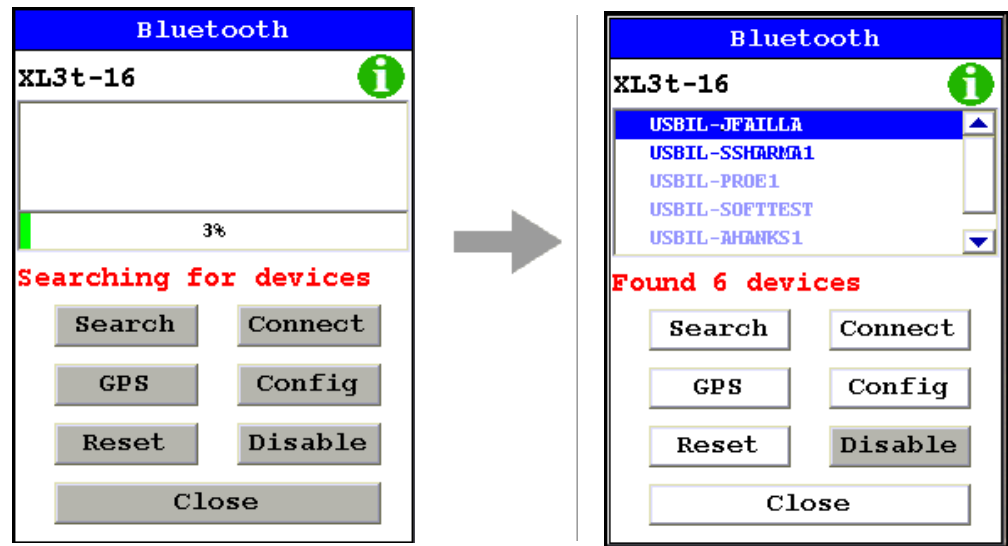 Bluetooth
XL3t-16
3%
Searching for devices
Search Connect
GPS Config
Reset Disable
Close
Bluetooth
XL3t-16
USBIL-JFAILLA
USBIL-SSHARMA1
USBIL-PROE1
USBIL-SOFTTEST
USBIL-AHANKS1
Found 6 devices
Search Connect
GPS Config
Reset Disable
Close